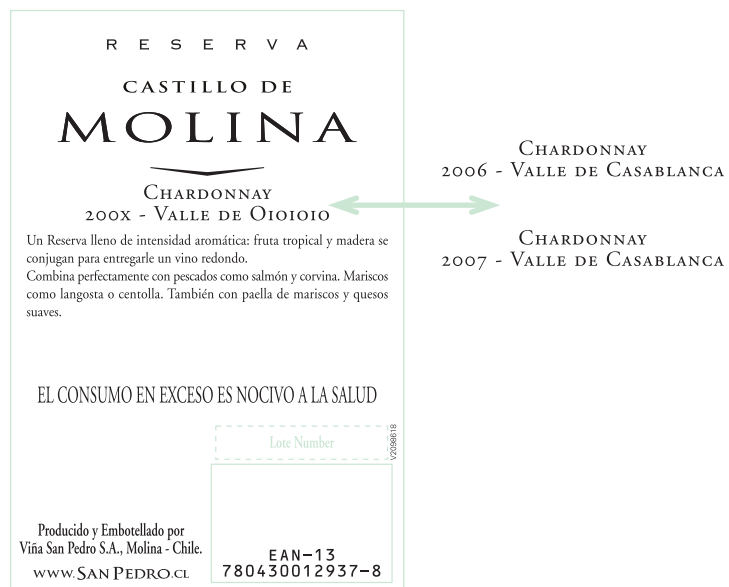 RESERVA
CASTILLO DE
MOLINA
CHARDONNAY
200X - VALLE DE OIOIOIO
Un Reserva lleno de intensidad aromática: fruta tropical y madera se
conjugan para entregarle un vino redondo.
Combina perfectamente con pescados como salmón y corvina. Mariscos
como langosta o centolla. También con paella de mariscos y quesos
suaves.
EL CONSUMO EN EXCESO ES NOCIVO A LA SALUD
Lote Number
V2098618
Producido y Embotellado por
Viña San Pedro S.A., Molina - Chile.
WWW.SAN PEDRO.CL
EAN-13
780430012937-8
CHARDONNAY
2006 - VALLE DE CASABLANCA
CHARDONNAY
2007 - VALLE DE CASABLANCA